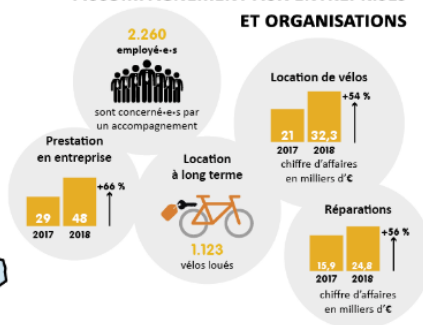 ET ORGANISATIONS
2.260
employé•e•s
sont concerné•e•s par
un accompagnement
Location de vélos
+54 %
21
32,3
2017
2018
chiffre d'affaires
en milliers d'€
Prestation
en entreprise
+66 %
29
48
2017
2018
Location
à long terme
1.123
vélos loués
Réparations
+56 %
15,9
24,8
2017
2018
chiffre d'affaires
en milliers d'€